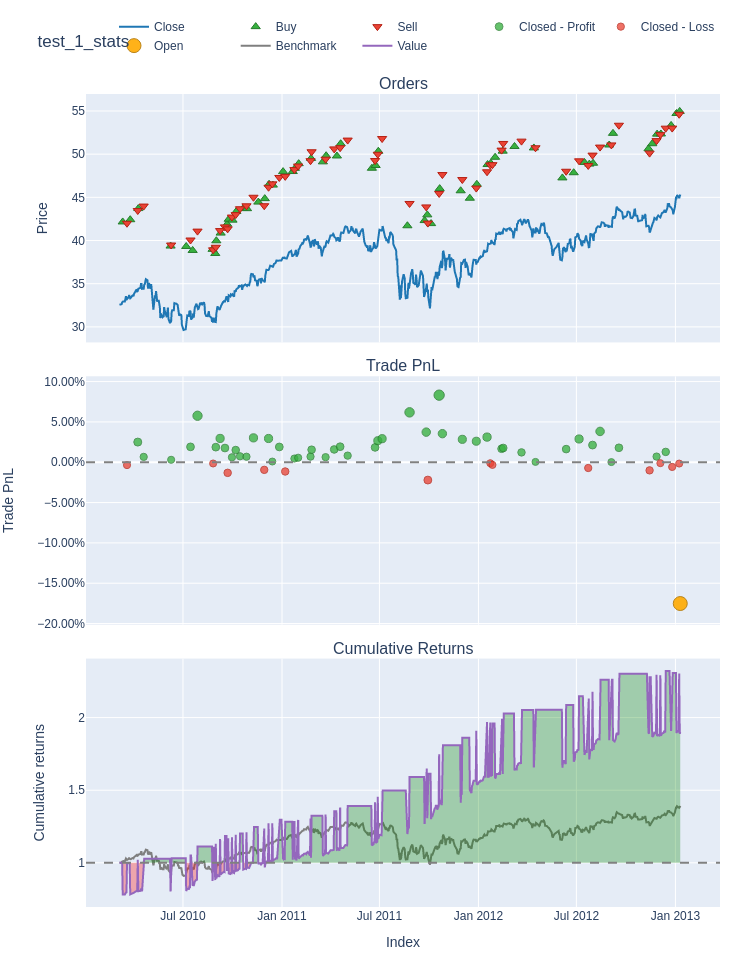 Close Buy Sell Closed - Profit Closed - Loss
test_1_stats Open Benchmark Value
Orders
55
50
45
40
35
30
Price
Trade PnL
10.00%
5.00%
0.00%
−5.00%
−10.00%
−15.00%
−20.00%
Trade PnL
Cumulative Returns
2
1.5
1
Cumulative returns
Jul 2010 Jan 2011 Jul 2011 Jan 2012 Jul 2012 Jan 2013
Index